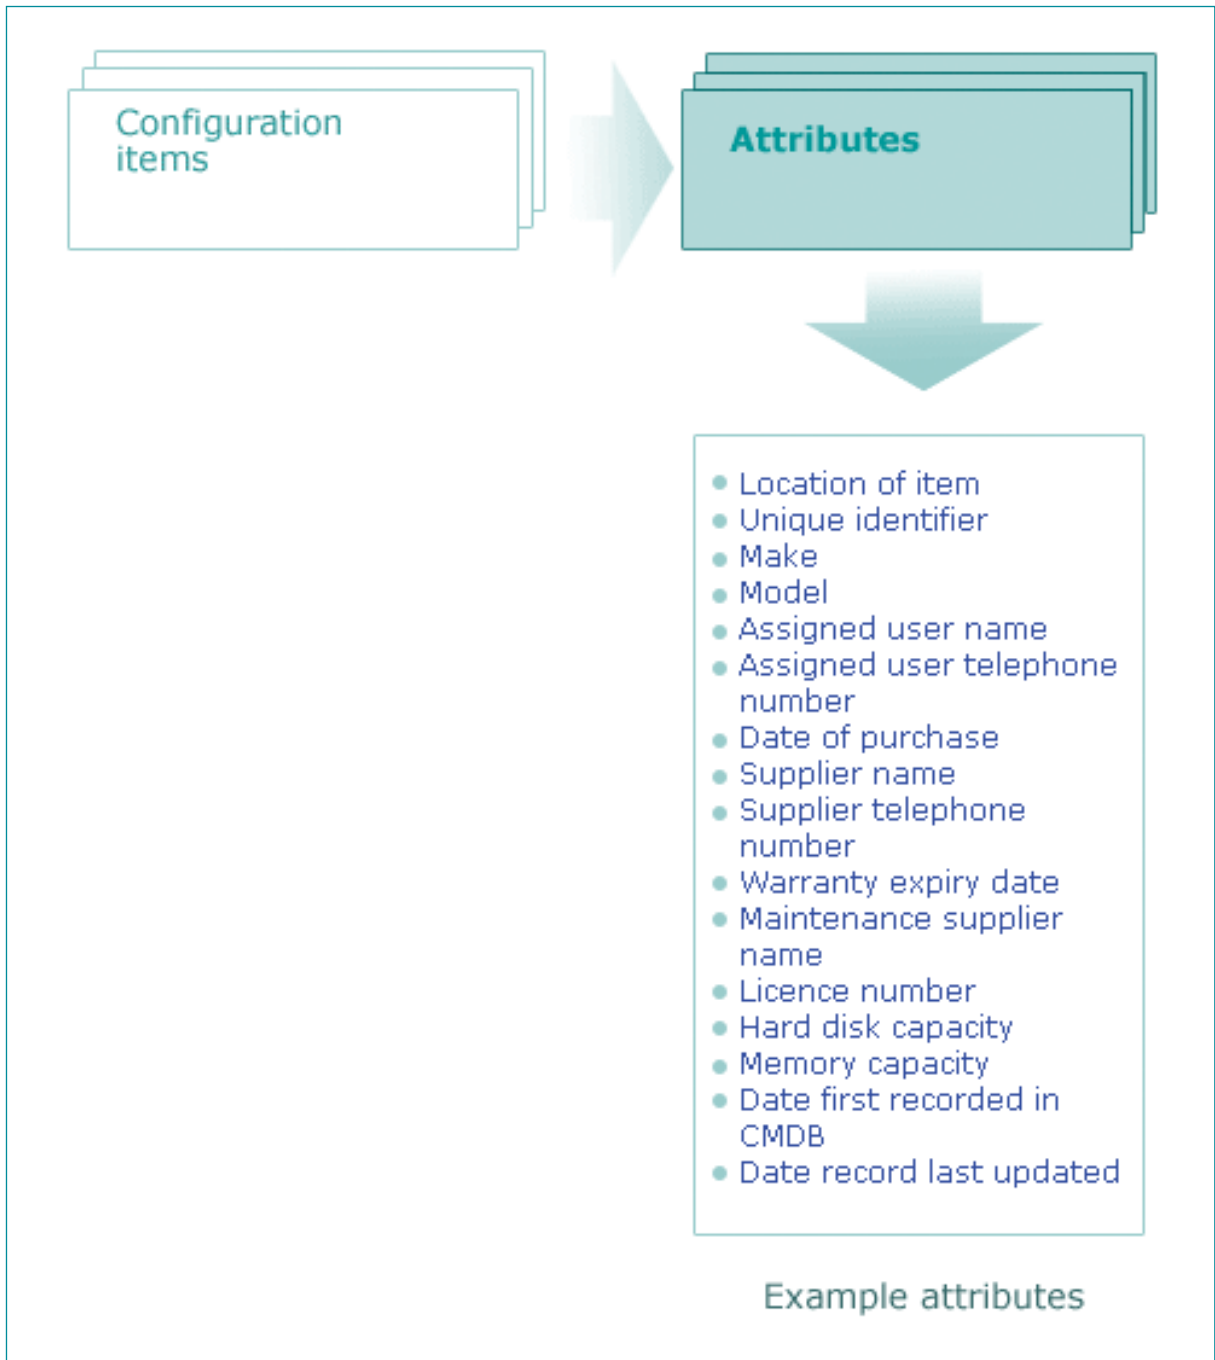 Configuration
items
Attributes
Location of item
Unique identifier
Make
Model
Assigned user name
Assigned user telephone
number
Date of purchase
Supplier name
Supplier telephone
number
Warranty expiry date
Maintenance supplier
name
Licence number
Hard disk capacity
Memory capacity
Date first recorded in
CMDB
Date record last updated
Example attributes